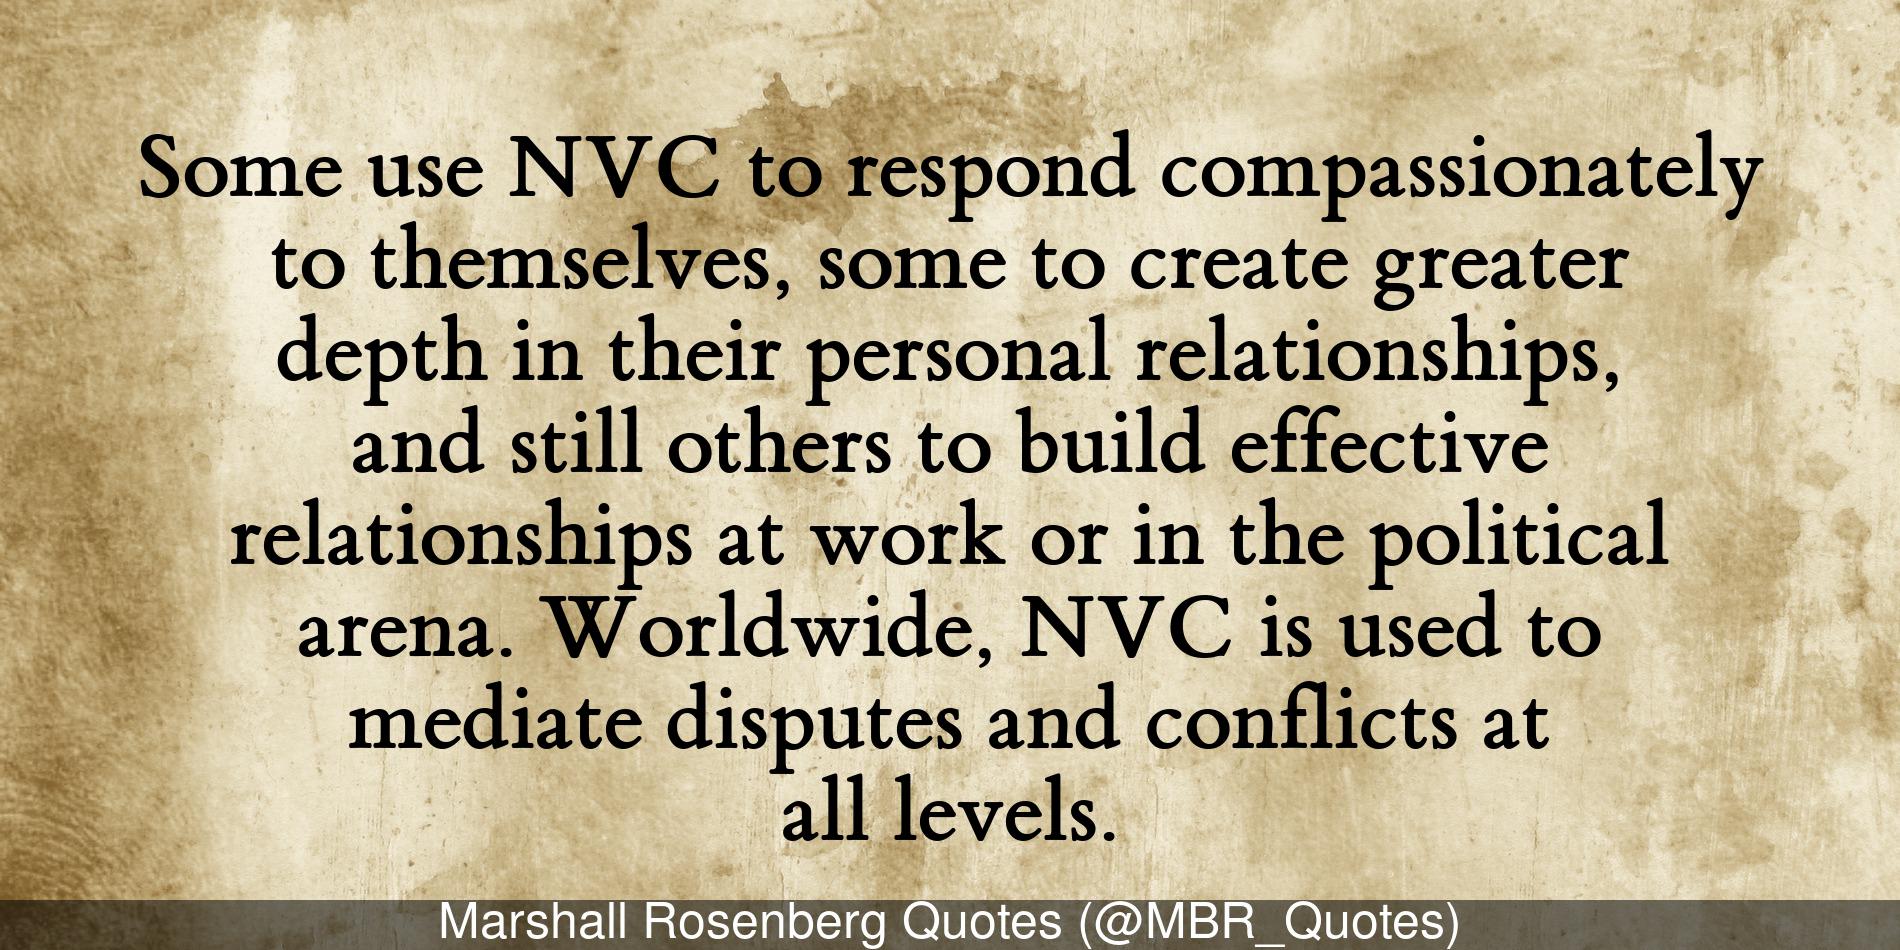 Some use NVC to respond compassionately
to themselves, some to create greater
depth in their personal relationships,
and still others to build effective
relationships at work or in the political
arena. Worldwide, NVC is used to
mediate disputes and conflicts at
all levels.
Marshall Rosenberg Quotes (@MBR_Quotes)